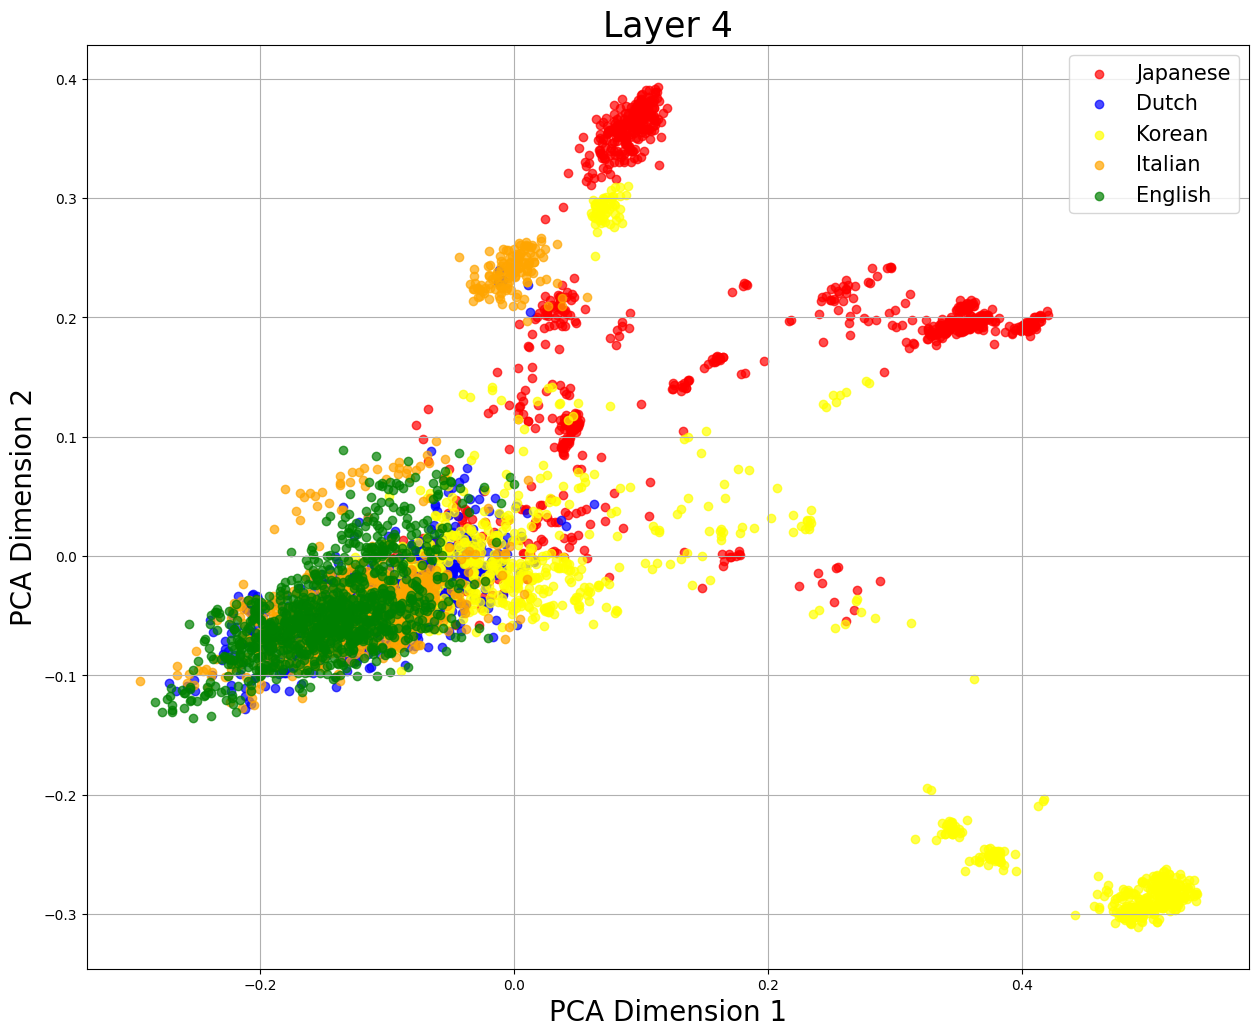 Layer 4
Japanese
Dutch
Korean
Italian
English
0.4
0.3
0.2
0.1
0.0
−0.1
−0.2
−0.3
PCA Dimension 2
−0.2
0.0
0.2
0.4
PCA Dimension 1